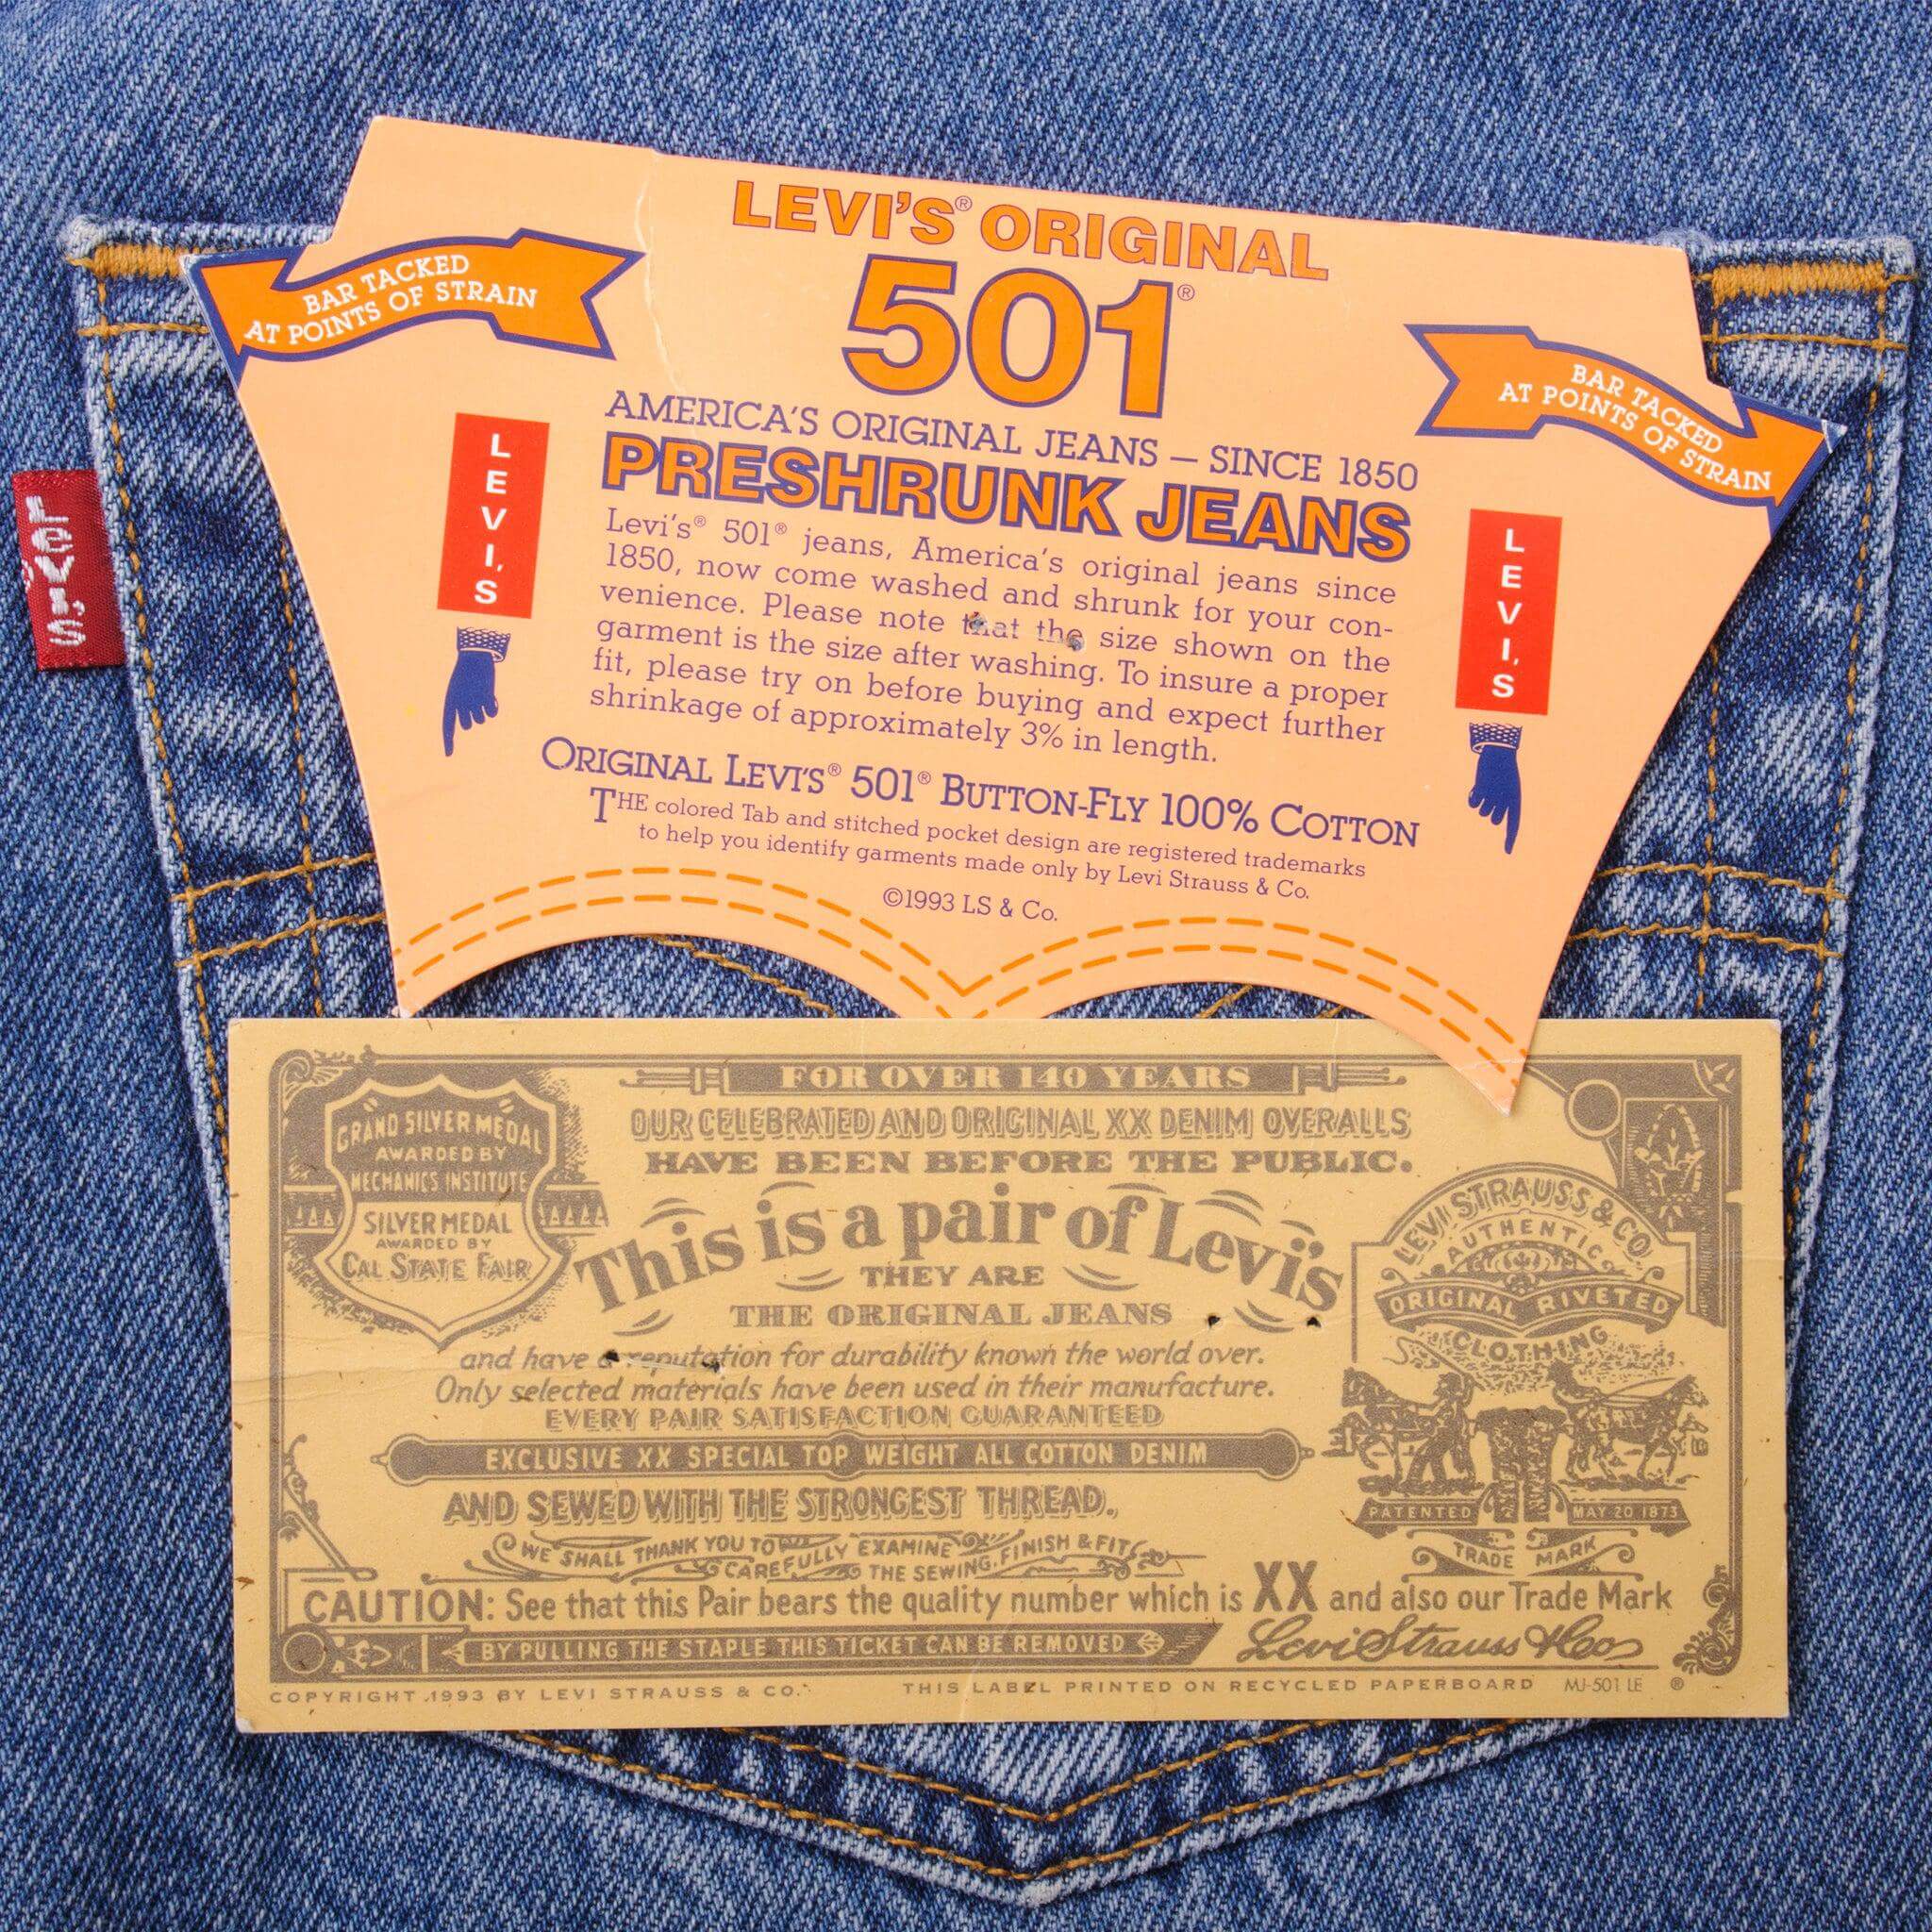 LEVI'S® ORIGINAL
501®
BAR TACKED
AT POINTS OF STRAIN
BAR TACKED
AT POINTS OF STRAIN
AMERICA'S ORIGINAL JEANS – SINCE 1850
PRESHRUNK JEANS
LEVI'S
LEVI'S
LEVI'S
Levi's® 501® jeans, America's original jeans since
1850, now come washed and shrunk for your con-
venience. Please note that the size shown on the
garment is the size after washing. To insure a proper
fit, please try on before buying and expect further
shrinkage of approximately 3% in length.
ORIGINAL LEVI'S® 501® BUTTON-FLY 100% COTTON
THE colored Tab and stitched pocket design are registered trademarks
to help you identify garments made only by Levi Strauss & Co.
©1993 LS & Co.
FOR OVER 140 YEARS
OUR CELEBRATED AND ORIGINAL XX DENIM OVERALLS
HAVE BEEN BEFORE THE PUBLIC.
GRAND SILVER MEDAL
AWARDED BY
MECHANICS INSTITUTE
SILVER MEDAL
AWARDED BY
CAL STATE FAIR
This is a pair of Levi's
THEY ARE
THE ORIGINAL JEANS
and have a reputation for durability known the world over.
Only selected materials have been used in their manufacture.
EVERY PAIR SATISFACTION GUARANTEED
EXCLUSIVE XX SPECIAL TOP WEIGHT ALL COTTON DENIM
AND SEWED WITH THE STRONGEST THREAD.
WE SHALL THANK YOU TO CAREFULLY EXAMINE THE SEWING, FINISH & FIT
LEVI STRAUSS & CO.
AUTHENTIC
ORIGINAL RIVETED
CLOTHING
PATENTED MAY 20 1873
TRADE MARK
CAUTION: See that this Pair bears the quality number which is XX and also our Trade Mark
BY PULLING THE STAPLE THIS TICKET CAN BE REMOVED
Levi Strauss & Co
COPYRIGHT 1993 BY LEVI STRAUSS & CO. THIS LABEL PRINTED ON RECYCLED PAPERBOARD MJ-501 LE ®